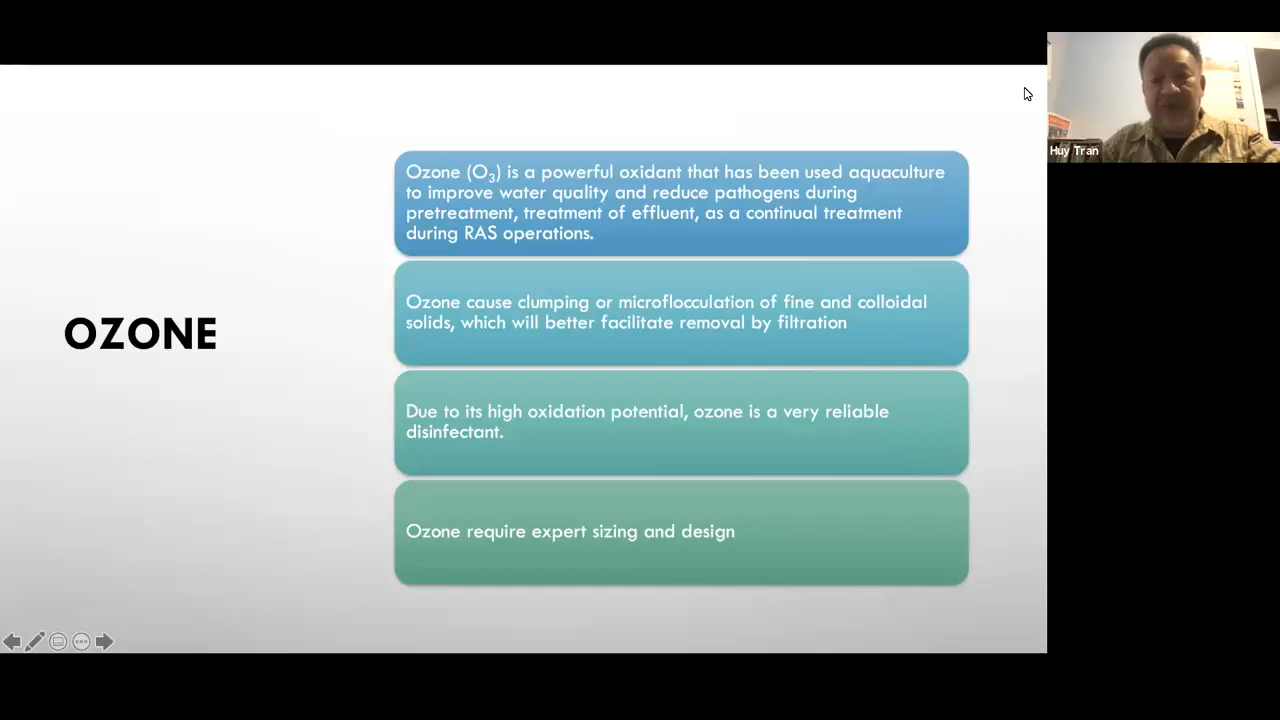 OZONE
Ozone (O3) is a powerful oxidant that has been used aquaculture
to improve water quality and reduce pathogens during
pretreatment, treatment of effluent, as a continual treatment
during RAS operations.
Ozone cause clumping or microflocculation of fine and colloidal
solids, which will better facilitate removal by filtration
Due to its high oxidation potential, ozone is a very reliable
disinfectant.
Ozone require expert sizing and design
Huy Tran